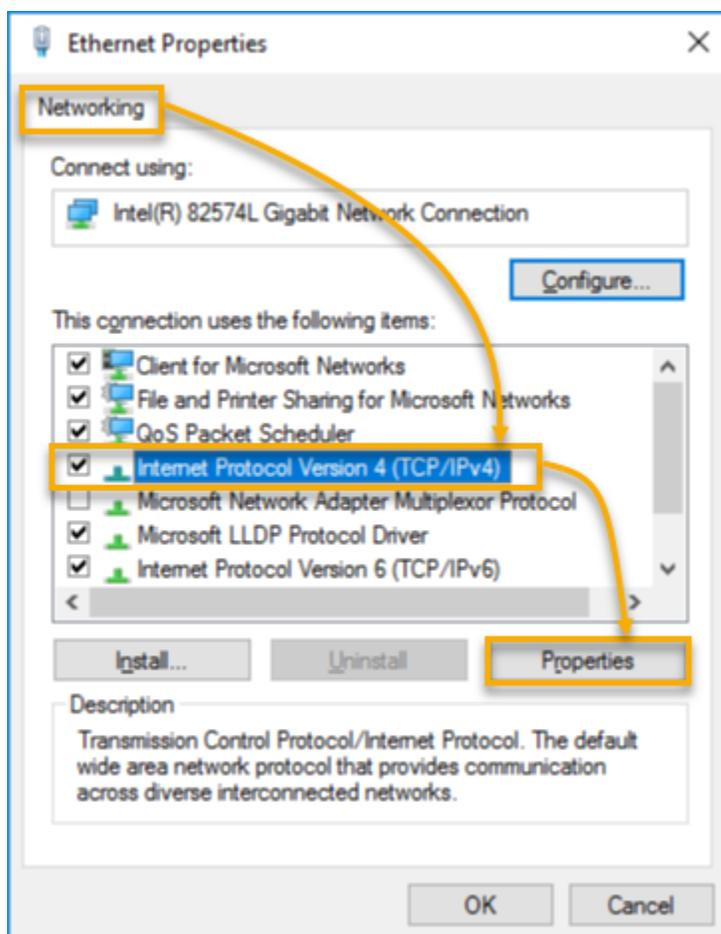 Ethernet Properties
Networking
Connect using:
Intel(R) 82574L Gigabit Network Connection
Configure...
This connection uses the following items:
Client for Microsoft Networks
File and Printer Sharing for Microsoft Networks
QoS Packet Scheduler
Internet Protocol Version 4 (TCP/IPv4)
Microsoft Network Adapter Multiplexor Protocol
Microsoft LLDP Protocol Driver
Internet Protocol Version 6 (TCP/IPv6)
Install...
Uninstall
Properties
Description
Transmission Control Protocol/Internet Protocol. The default
wide area network protocol that provides communication
across diverse interconnected networks.
OK
Cancel